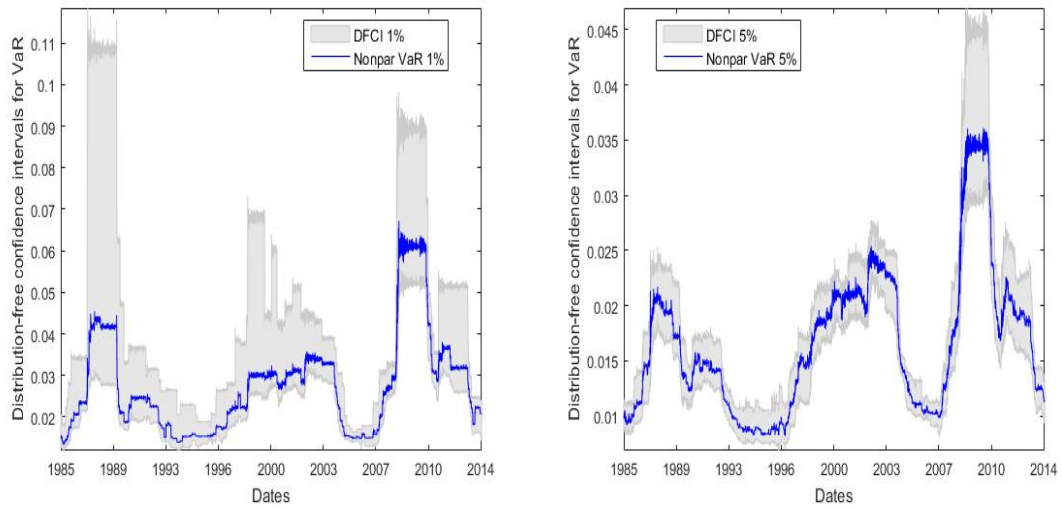 Distribution-free confidence intervals for VaR
0.11
0.1
0.09
0.08
0.07
0.06
0.05
0.04
0.03
0.02
DFCI 1%
Nonpar VaR 1%
1985 1989 1993 1996 2000 2003 2007 2010 2014
Dates
Distribution-free confidence intervals for VaR
0.045
0.04
0.035
0.03
0.025
0.02
0.015
0.01
DFCI 5%
Nonpar VaR 5%
1985 1989 1993 1996 2000 2003 2007 2010 2014
Dates